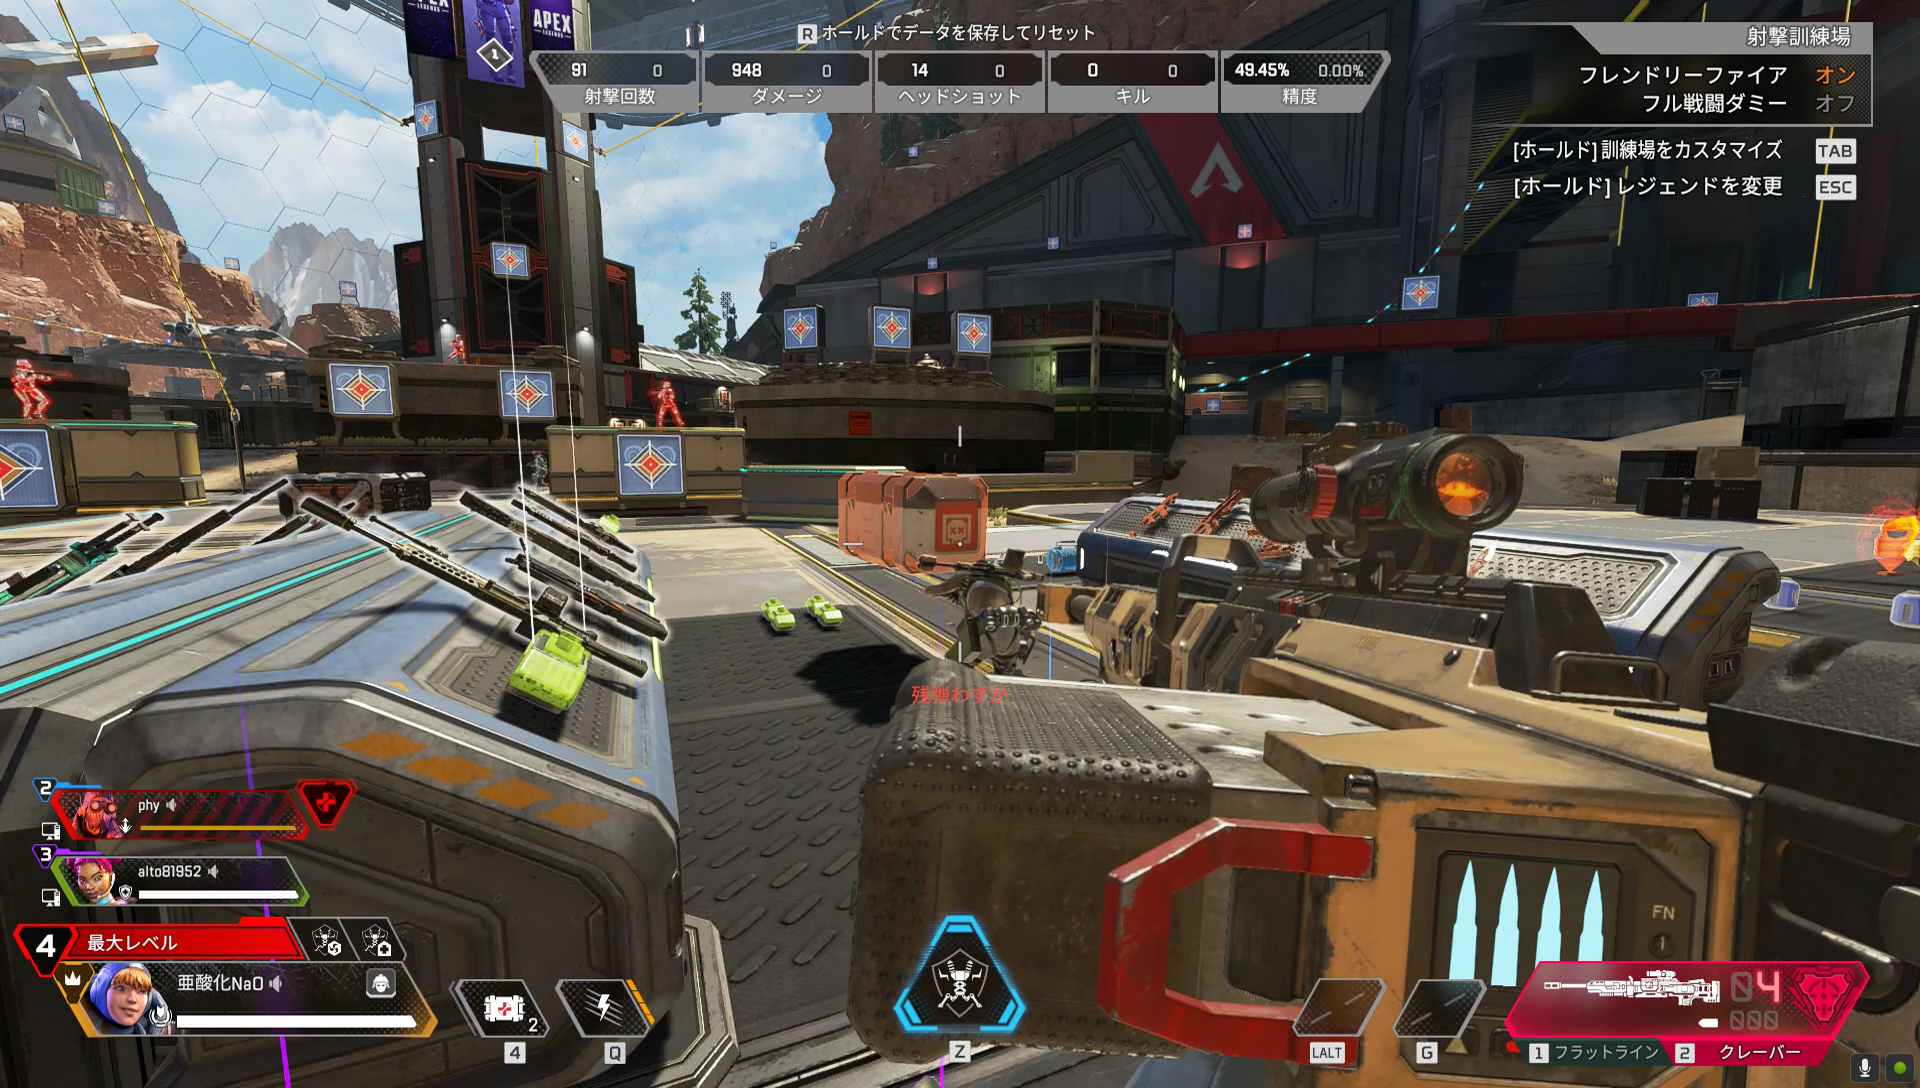 APEX
LEGENDS
1
R ホールドでデータを保存してリセット
91 0
射撃回数
948 0
ダメージ
14 0
ヘッドショット
0 0
キル
49.45% 0.00%
精度
射撃訓練場
フレンドリーファイア オン
フル戦闘ダミー オフ
[ホールド]訓練場をカスタマイズ TAB
[ホールド]レジェンドを変更 ESC
残弾わずか
2
phy
3
alto81952
4 最大レベル
亜酸化NaO
2
4
Q
Z
LALT
G
FN
1
04
000
1 フラットライン
2 クレーバー